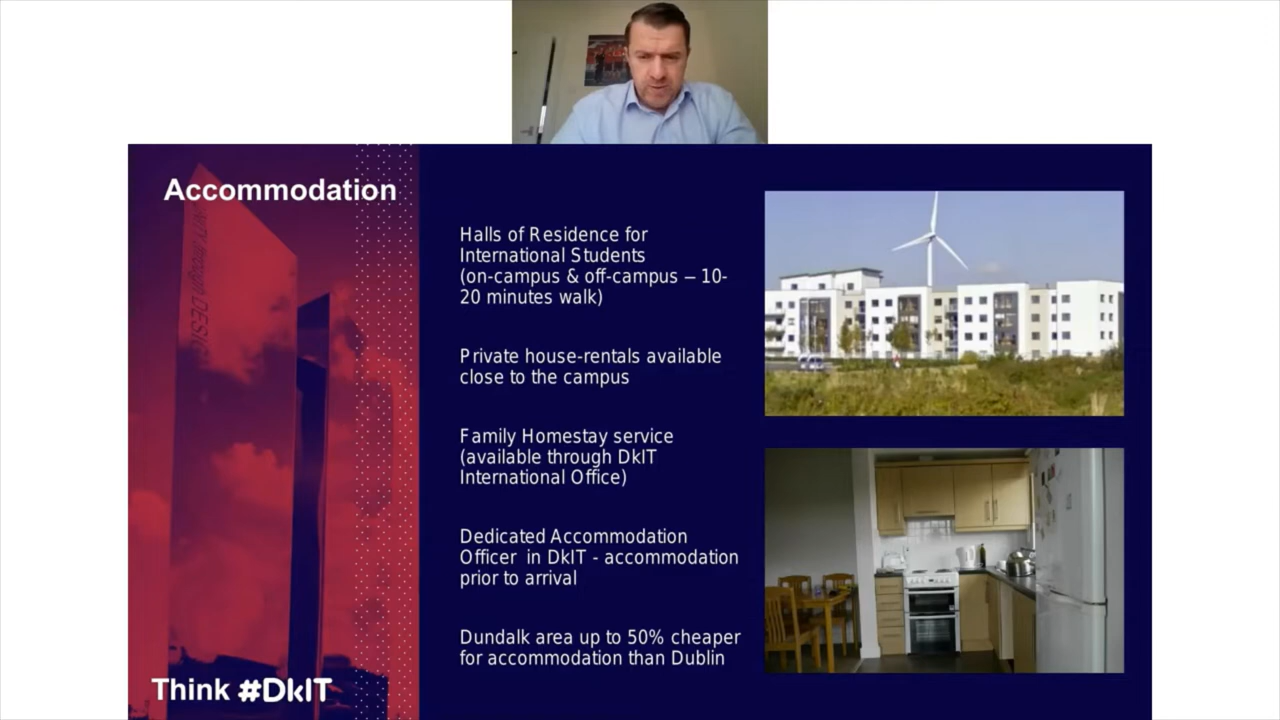 Accommodation
Halls of Residence for
International Students
(on-campus & off-campus – 10-
20 minutes walk)
Private house-rentals available
close to the campus
Family Homestay service
(available through DkIT
International Office)
Dedicated Accommodation
Officer in DkIT - accommodation
prior to arrival
Dundalk area up to 50% cheaper
for accommodation than Dublin
Think #DkIT